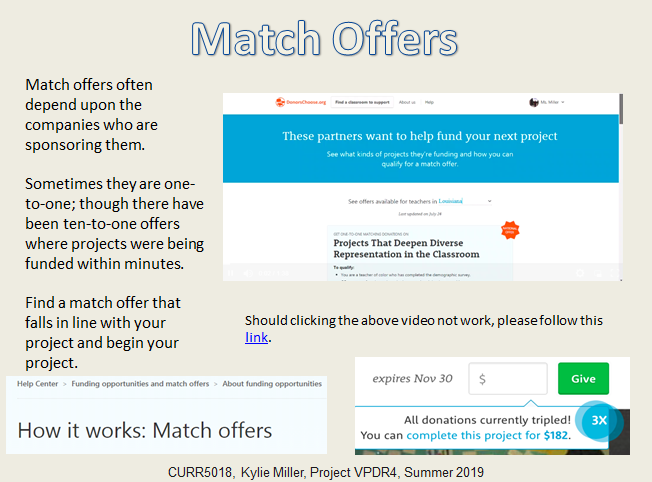 Match Offers
Match offers often
depend upon the
companies who are
sponsoring them.
Sometimes they are one-
to-one; though there have
been ten-to-one offers
where projects were being
funded within minutes.
Find a match offer that
falls in line with your
project and begin your
project.
DonorsChoose.org Find a classroom to support About us Help Ms. Miller
These partners want to help fund your next project
See what kinds of projects they're funding and how you can
qualify for a match offer.
See offers available for teachers in Louisiana
Last updated on July 28
GET ONE-TO-ONE MATCHING DONATIONS ON
Projects That Deepen Diverse
Representation in the Classroom
To qualify:
You are a teacher of color who has completed the demographic survey.
Should clicking the above video not work, please follow this
link.
Help Center > Funding opportunities and match offers > About funding opportunities
How it works: Match offers
expires Nov 30 $ Give
All donations currently tripled! 3X
You can complete this project for $182.
CURR5018, Kylie Miller, Project VPDR4, Summer 2019